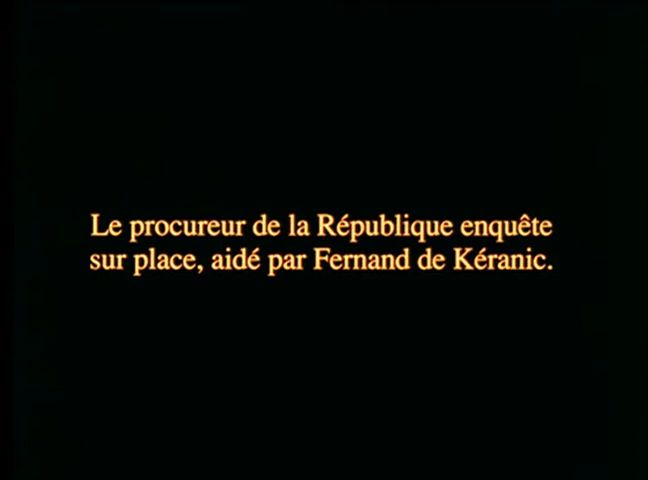 Le procureur de la République enquête
sur place, aidé par Fernand de Kéranic.